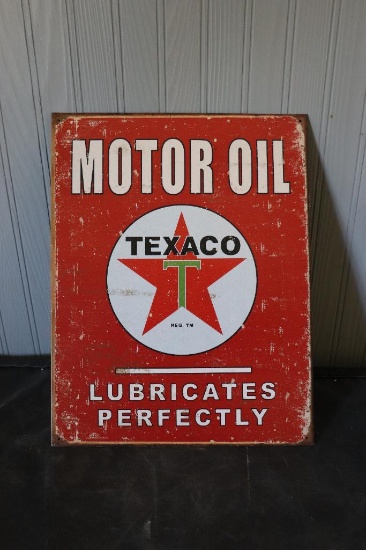 MOTOR OIL
TEXACO
T
REG. TM
LUBRICATES
PERFECTLY